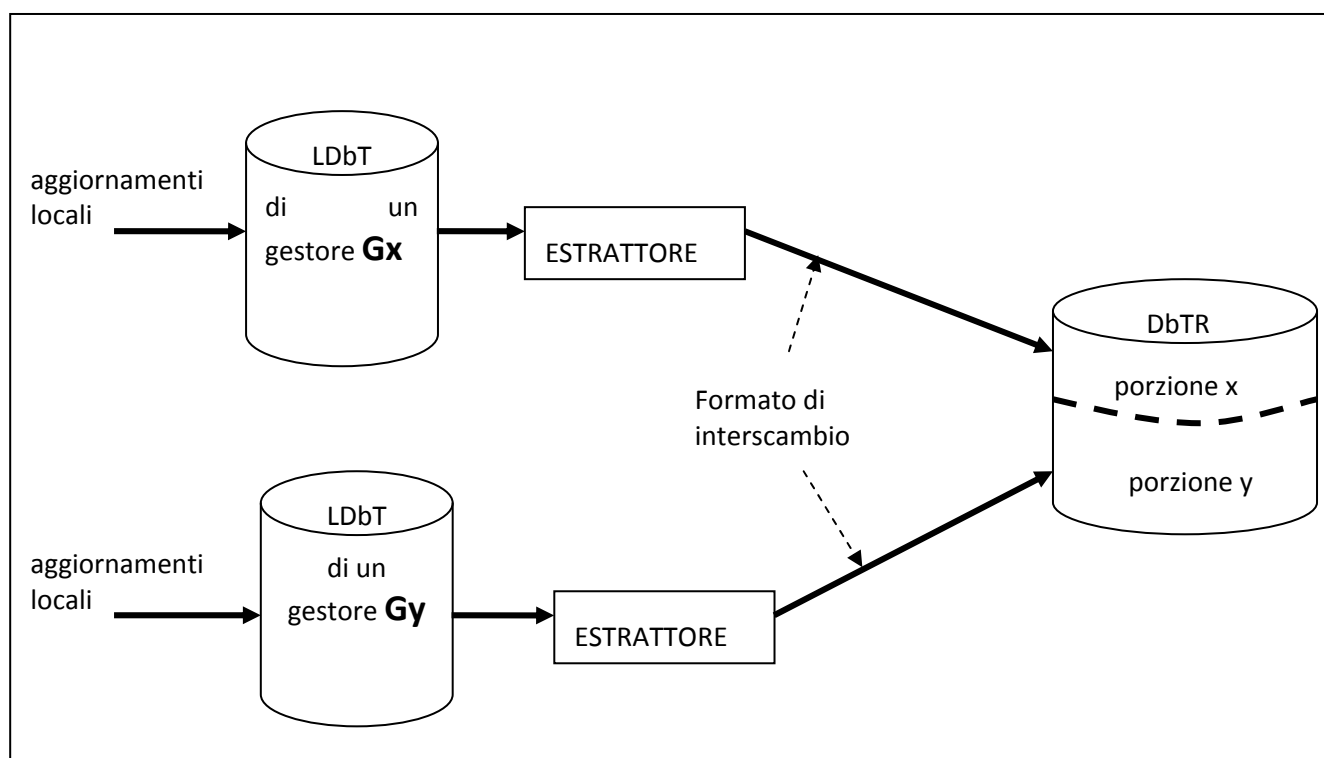 LDbT
aggiornamenti
locali
di un
gestore Gx
ESTRATTORE
DbTR
porzione x
Formato di
interscambio
porzione y
LDbT
aggiornamenti
locali
di un
gestore Gy
ESTRATTORE